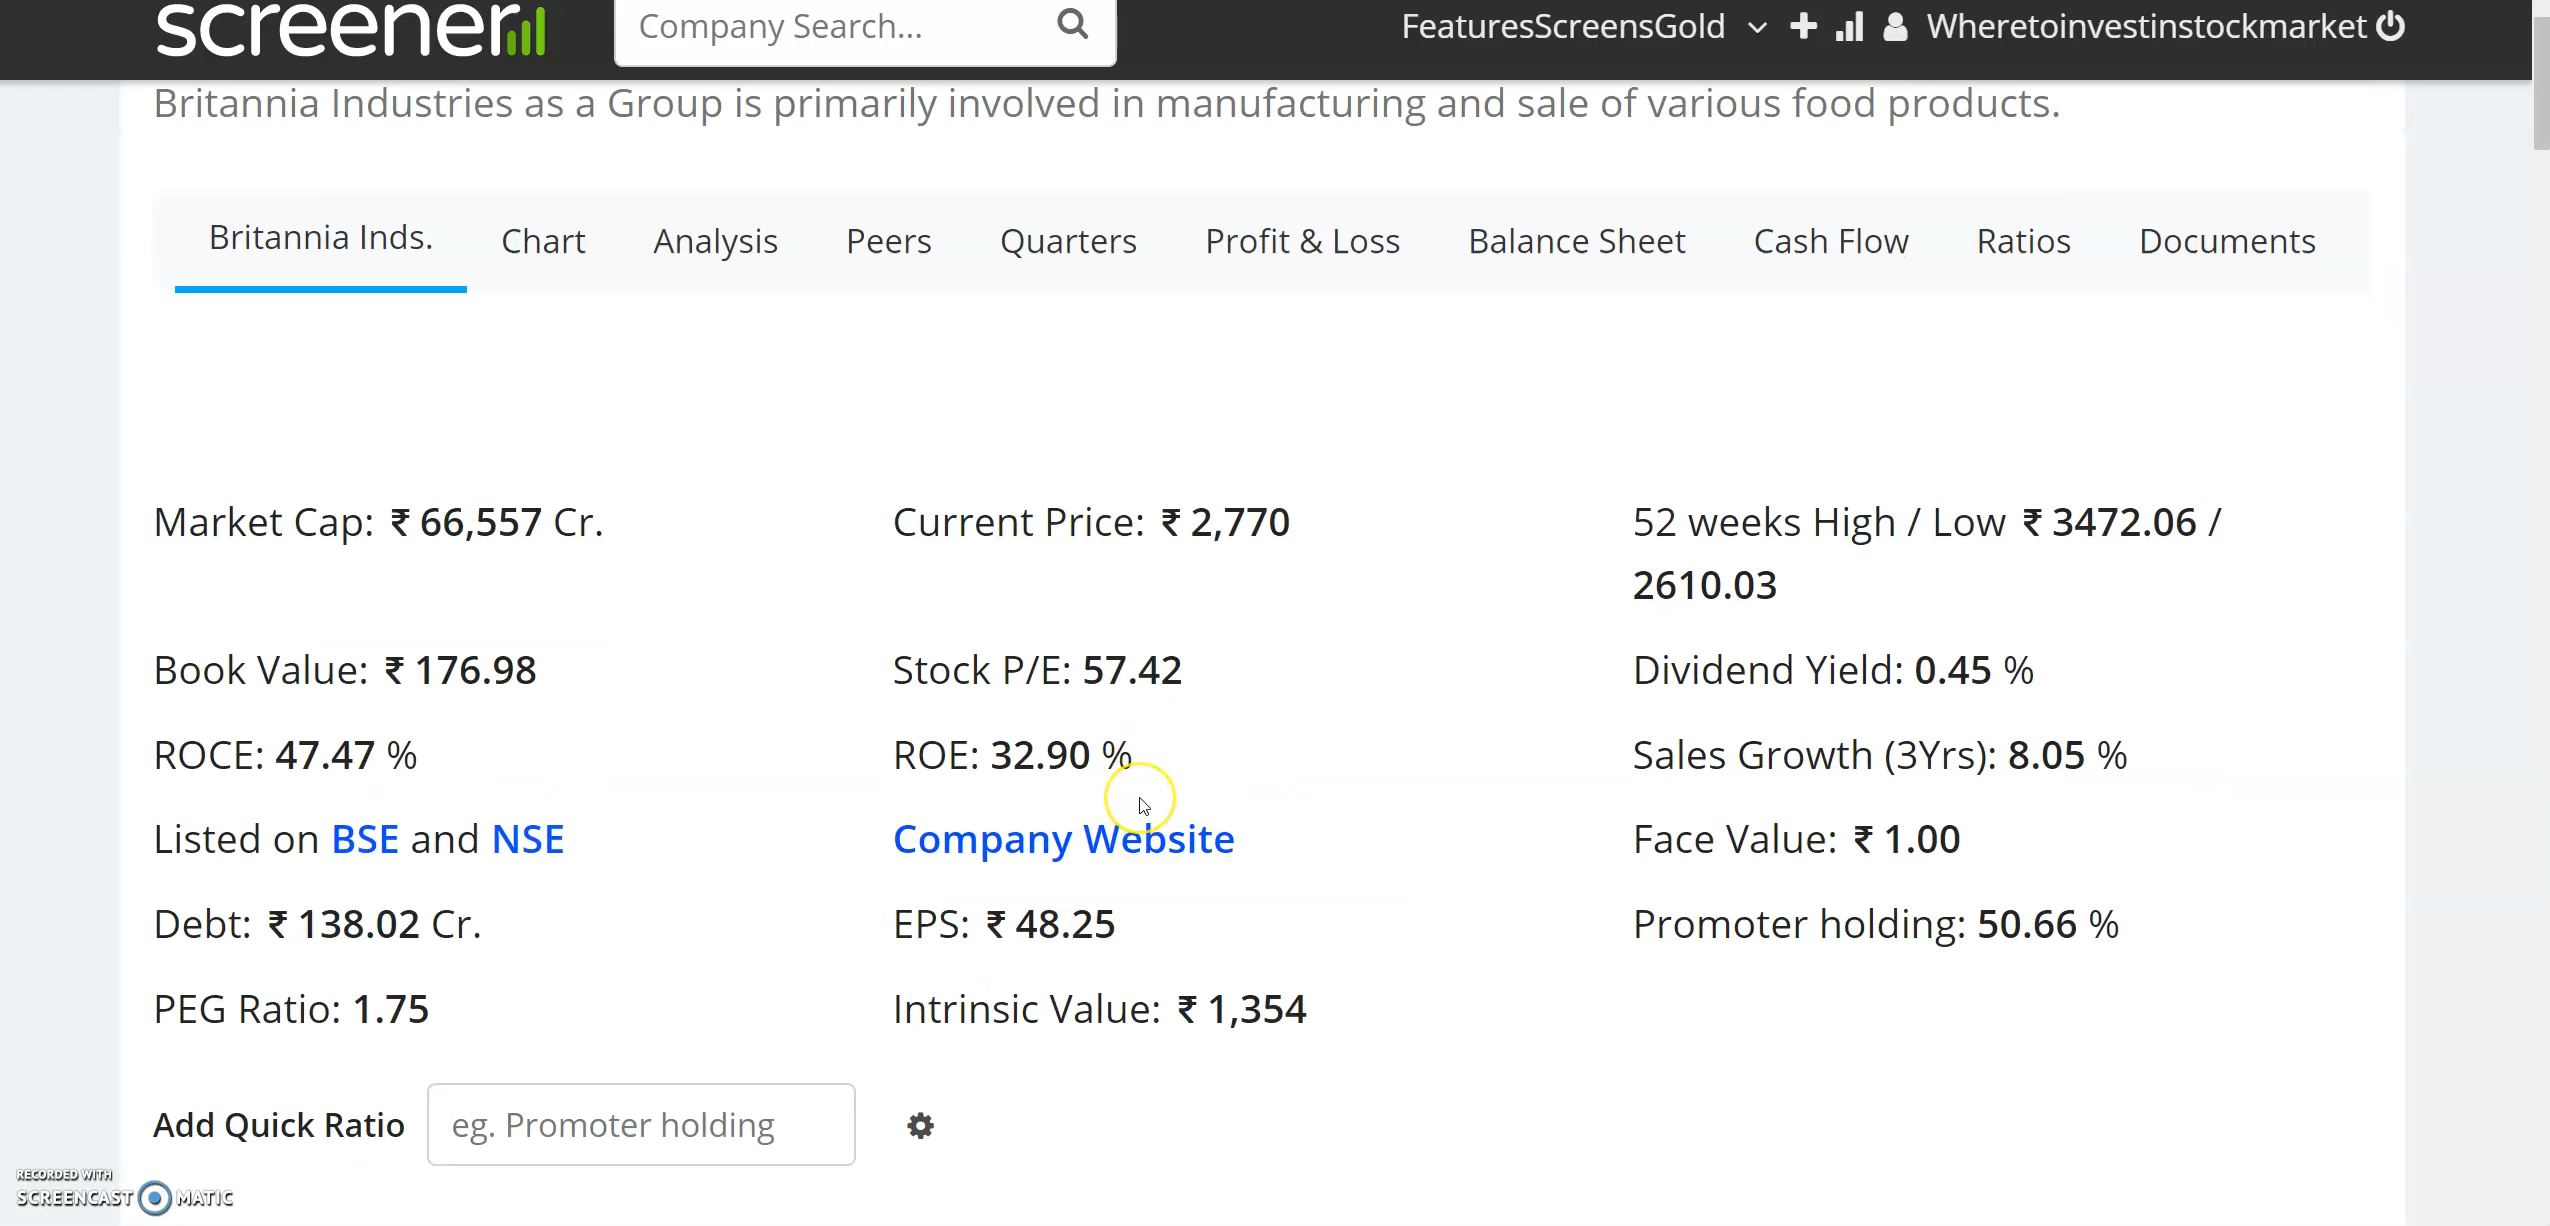 screener
Company Search...
FeaturesScreensGold
Wheretoinvestinstockmarket
Britannia Industries as a Group is primarily involved in manufacturing and sale of various food products.
Britannia Inds. Chart Analysis Peers Quarters Profit & Loss Balance Sheet Cash Flow Ratios Documents
Market Cap: ₹ 66,557 Cr.
Current Price: ₹ 2,770
52 weeks High / Low ₹ 3472.06 /
2610.03
Book Value: ₹ 176.98
Stock P/E: 57.42
Dividend Yield: 0.45 %
ROCE: 47.47 %
ROE: 32.90 %
Sales Growth (3Yrs): 8.05 %
Listed on BSE and NSE
Company Website
Face Value: ₹ 1.00
Debt: ₹ 138.02 Cr.
EPS: ₹ 48.25
Promoter holding: 50.66 %
PEG Ratio: 1.75
Intrinsic Value: ₹ 1,354
Add Quick Ratio
eg. Promoter holding
RECORDED WITH
SCREENCAST MATIC